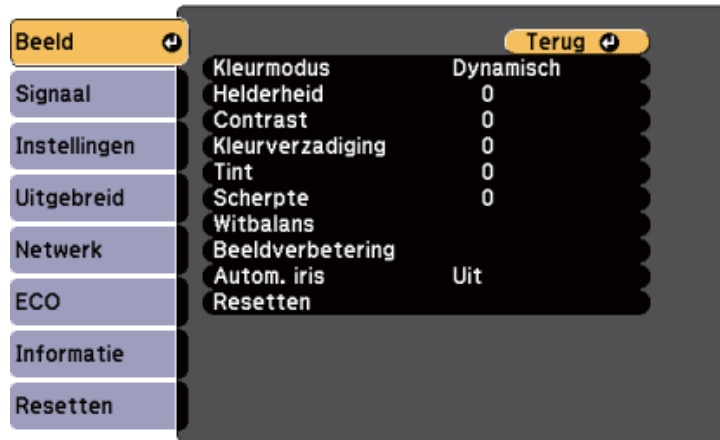 Beeld
Signaal
Instellingen
Uitgebreid
Netwerk
ECO
Informatie
Resetten
Terug
Kleurmodus Dynamisch
Helderheid 0
Contrast 0
Kleurverzadiging 0
Tint 0
Scherpte 0
Witbalans
Beeldverbetering
Autom. iris Uit
Resetten